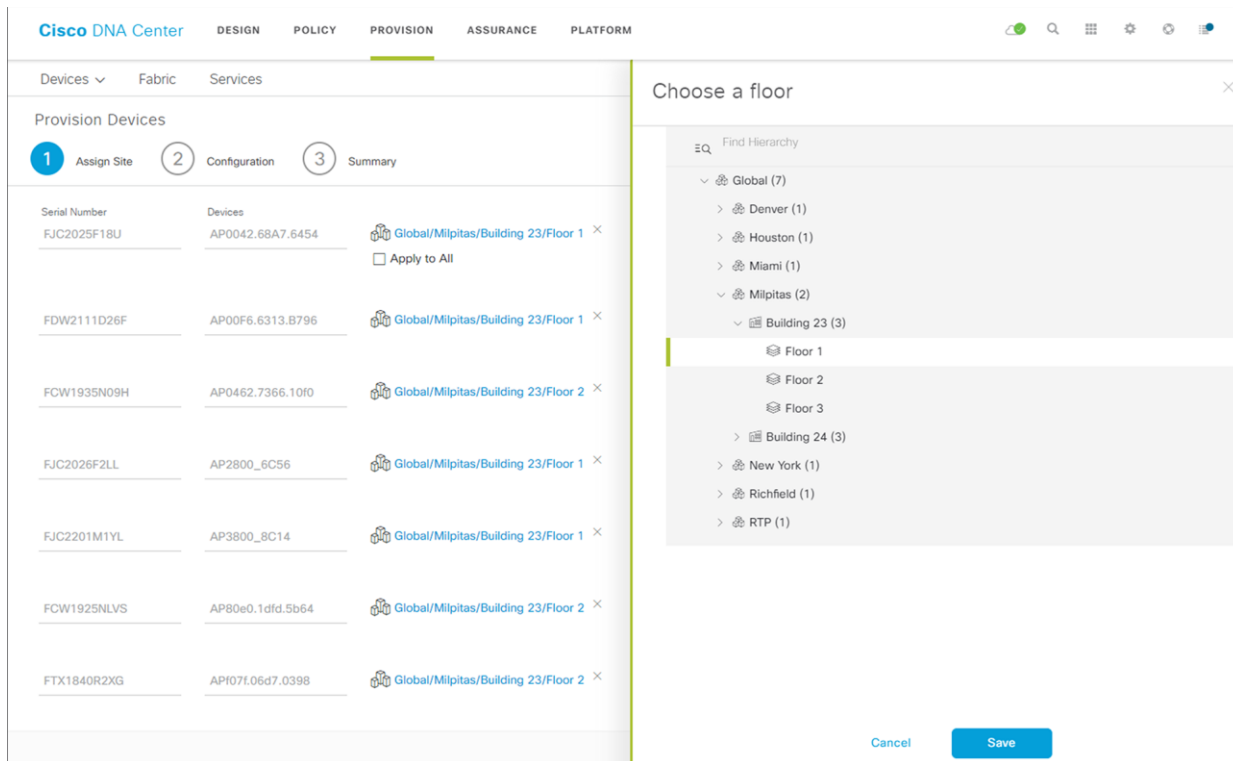 Cisco DNA Center DESIGN POLICY PROVISION ASSURANCE PLATFORM
Devices Fabric Services
Provision Devices
1 Assign Site 2 Configuration 3 Summary
Serial Number Devices
FJC2025F18U AP0042.68A7.6454 Global/Milpitas/Building 23/Floor 1
Apply to All
FDW2111D26F AP00F6.6313.B796 Global/Milpitas/Building 23/Floor 1
FCW1935N09H AP0462.7366.10f0 Global/Milpitas/Building 23/Floor 2
FJC2026F2LL AP2800_6C56 Global/Milpitas/Building 23/Floor 1
FJC2201M1YL AP3800_8C14 Global/Milpitas/Building 23/Floor 1
FCW1925NLVS AP80e0.1dfd.5b64 Global/Milpitas/Building 23/Floor 2
FTX1840R2XG APf07f.06d7.0398 Global/Milpitas/Building 23/Floor 2
Choose a floor
Find Hierarchy
Global (7)
Denver (1)
Houston (1)
Miami (1)
Milpitas (2)
Building 23 (3)
Floor 1
Floor 2
Floor 3
Building 24 (3)
New York (1)
Richfield (1)
RTP (1)
Cancel Save